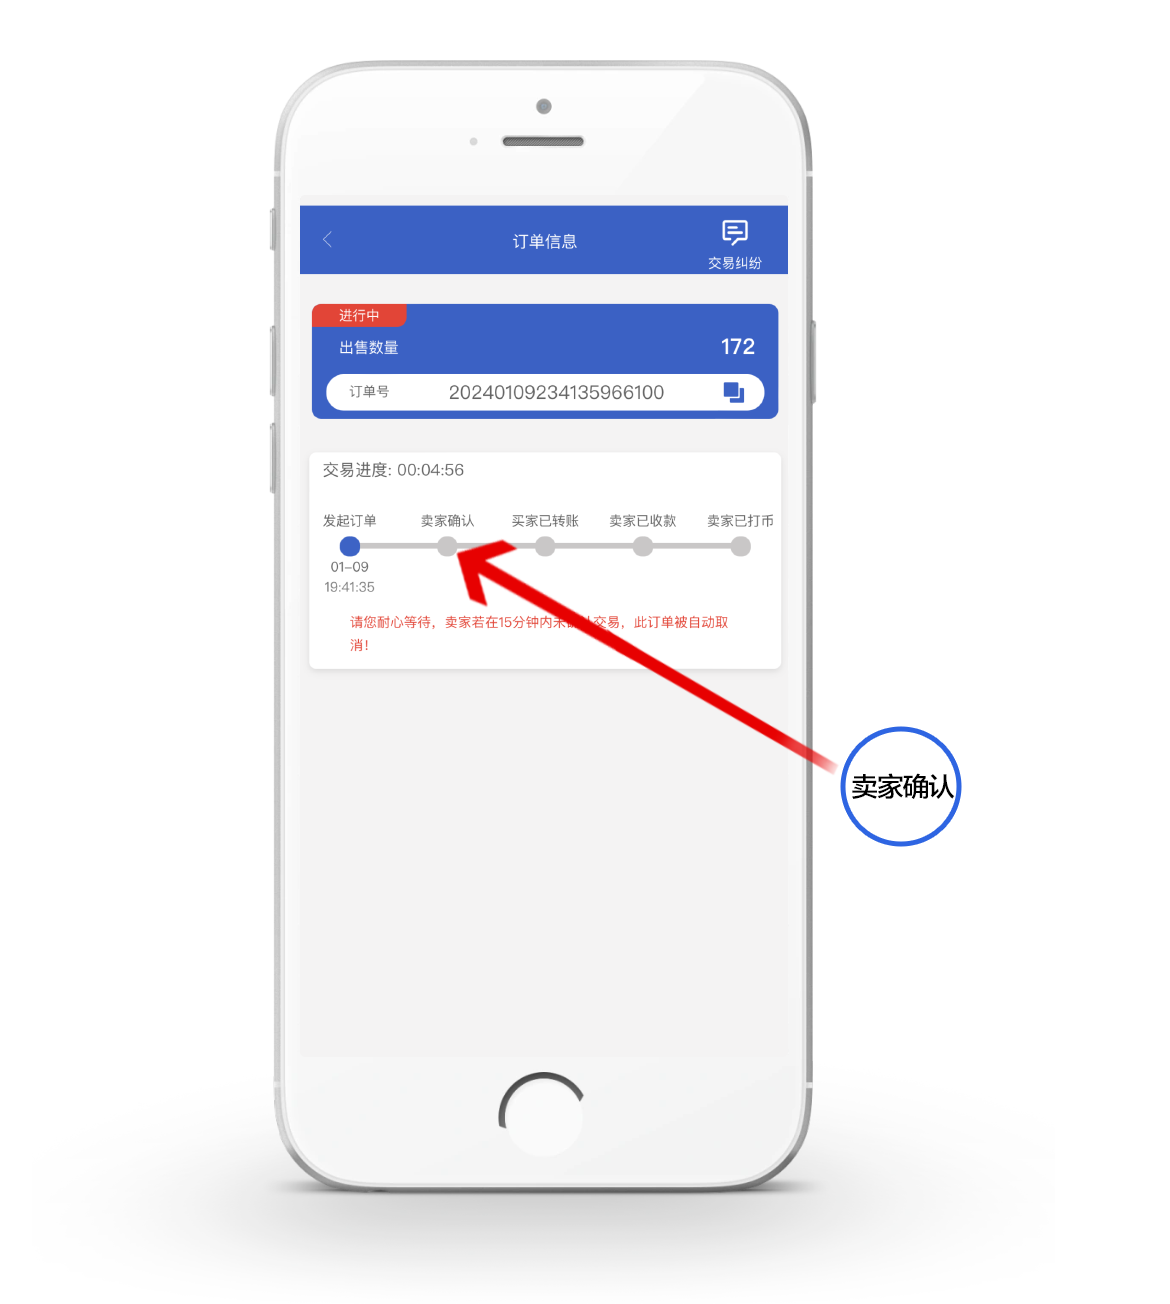 订单信息
交易纠纷
进行中
出售数量 172
订单号 20240109234135966100
交易进度: 00:04:56
发起订单 卖家确认 买家已转账 卖家已收款 卖家已打币
01-09
19:41:35
请您耐心等待，卖家若在15分钟内未 交易，此订单被自动取
消！
卖家确认